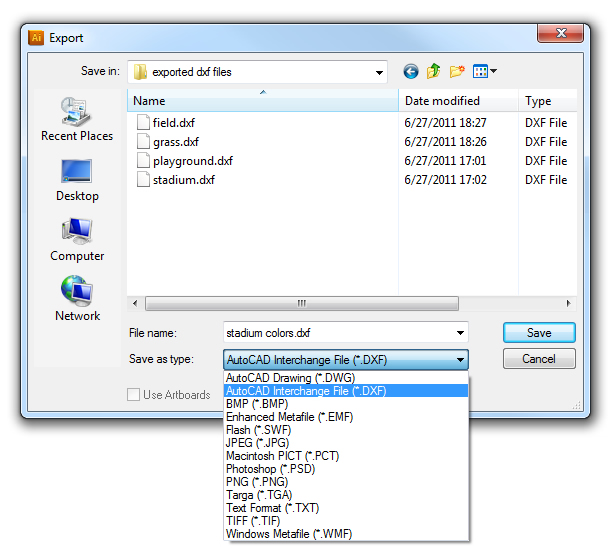 Ai Export
Save in: exported dxf files
Name Date modified Type
field.dxf 6/27/2011 18:27 DXF File
grass.dxf 6/27/2011 18:26 DXF File
playground.dxf 6/27/2011 17:01 DXF File
stadium.dxf 6/27/2011 17:02 DXF File
Recent Places
Desktop
Computer
Network
File name: stadium colors.dxf Save
Save as type: AutoCAD Interchange File (*.DXF) Cancel
Use Artboards
AutoCAD Drawing (*.DWG)
AutoCAD Interchange File (*.DXF)
BMP (*.BMP)
Enhanced Metafile (*.EMF)
Flash (*.SWF)
JPEG (*.JPG)
Macintosh PICT (*.PCT)
Photoshop (*.PSD)
PNG (*.PNG)
Targa (*.TGA)
Text Format (*.TXT)
TIFF (*.TIF)
Windows Metafile (*.WMF)